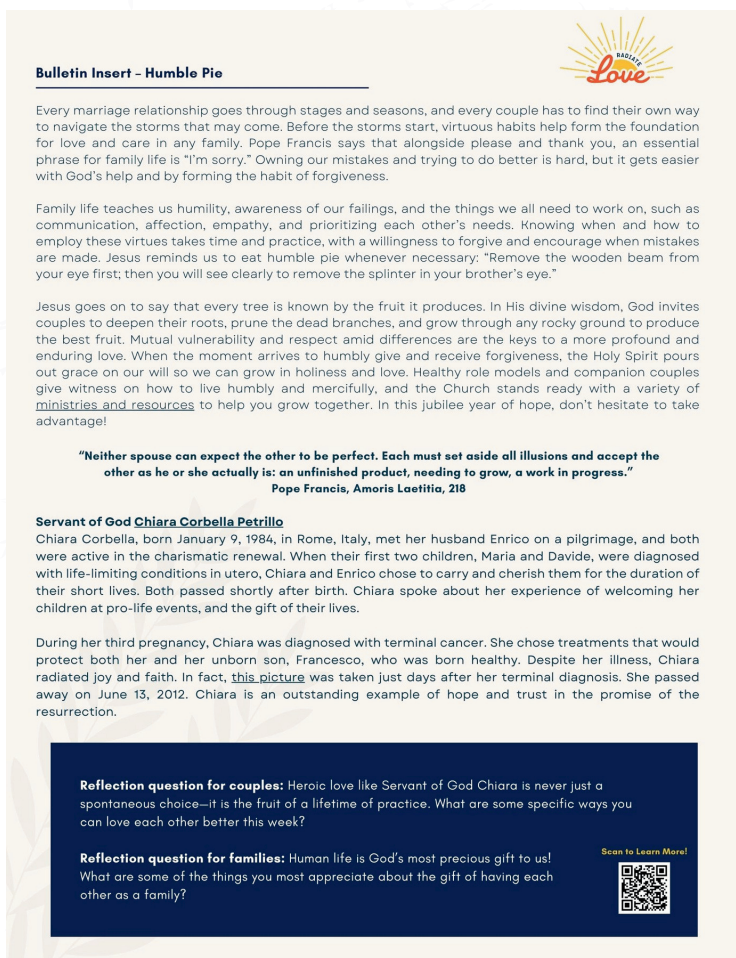 RADIATE
Love
Bulletin Insert – Humble Pie
Every marriage relationship goes through stages and seasons, and every couple has to find their own way
to navigate the storms that may come. Before the storms start, virtuous habits help form the foundation
for love and care in any family. Pope Francis says that alongside please and thank you, an essential
phrase for family life is “I’m sorry.” Owning our mistakes and trying to do better is hard, but it gets easier
with God’s help and by forming the habit of forgiveness.
Family life teaches us humility, awareness of our failings, and the things we all need to work on, such as
communication, affection, empathy, and prioritizing each other’s needs. Knowing when and how to
employ these virtues takes time and practice, with a willingness to forgive and encourage when mistakes
are made. Jesus reminds us to eat humble pie whenever necessary: “Remove the wooden beam from
your eye first; then you will see clearly to remove the splinter in your brother’s eye.”
Jesus goes on to say that every tree is known by the fruit it produces. In His divine wisdom, God invites
couples to deepen their roots, prune the dead branches, and grow through any rocky ground to produce
the best fruit. Mutual vulnerability and respect amid differences are the keys to a more profound and
enduring love. When the moment arrives to humbly give and receive forgiveness, the Holy Spirit pours
out grace on our will so we can grow in holiness and love. Healthy role models and companion couples
give witness on how to live humbly and mercifully, and the Church stands ready with a variety of
ministries and resources to help you grow together. In this jubilee year of hope, don’t hesitate to take
advantage!
“Neither spouse can expect the other to be perfect. Each must set aside all illusions and accept the
other as he or she actually is: an unfinished product, needing to grow, a work in progress.”
Pope Francis, Amoris Laetitia, 218
Servant of God Chiara Corbella Petrillo
Chiara Corbella, born January 9, 1984, in Rome, Italy, met her husband Enrico on a pilgrimage, and both
were active in the charismatic renewal. When their first two children, Maria and Davide, were diagnosed
with life-limiting conditions in utero, Chiara and Enrico chose to carry and cherish them for the duration of
their short lives. Both passed shortly after birth. Chiara spoke about her experience of welcoming her
children at pro-life events, and the gift of their lives.
During her third pregnancy, Chiara was diagnosed with terminal cancer. She chose treatments that would
protect both her and her unborn son, Francesco, who was born healthy. Despite her illness, Chiara
radiated joy and faith. In fact, this picture was taken just days after her terminal diagnosis. She passed
away on June 13, 2012. Chiara is an outstanding example of hope and trust in the promise of the
resurrection.
Reflection question for couples: Heroic love like Servant of God Chiara is never just a
spontaneous choice—it is the fruit of a lifetime of practice. What are some specific ways you
can love each other better this week?
Reflection question for families: Human life is God’s most precious gift to us!
What are some of the things you most appreciate about the gift of having each
other as a family?
Scan to Learn More!